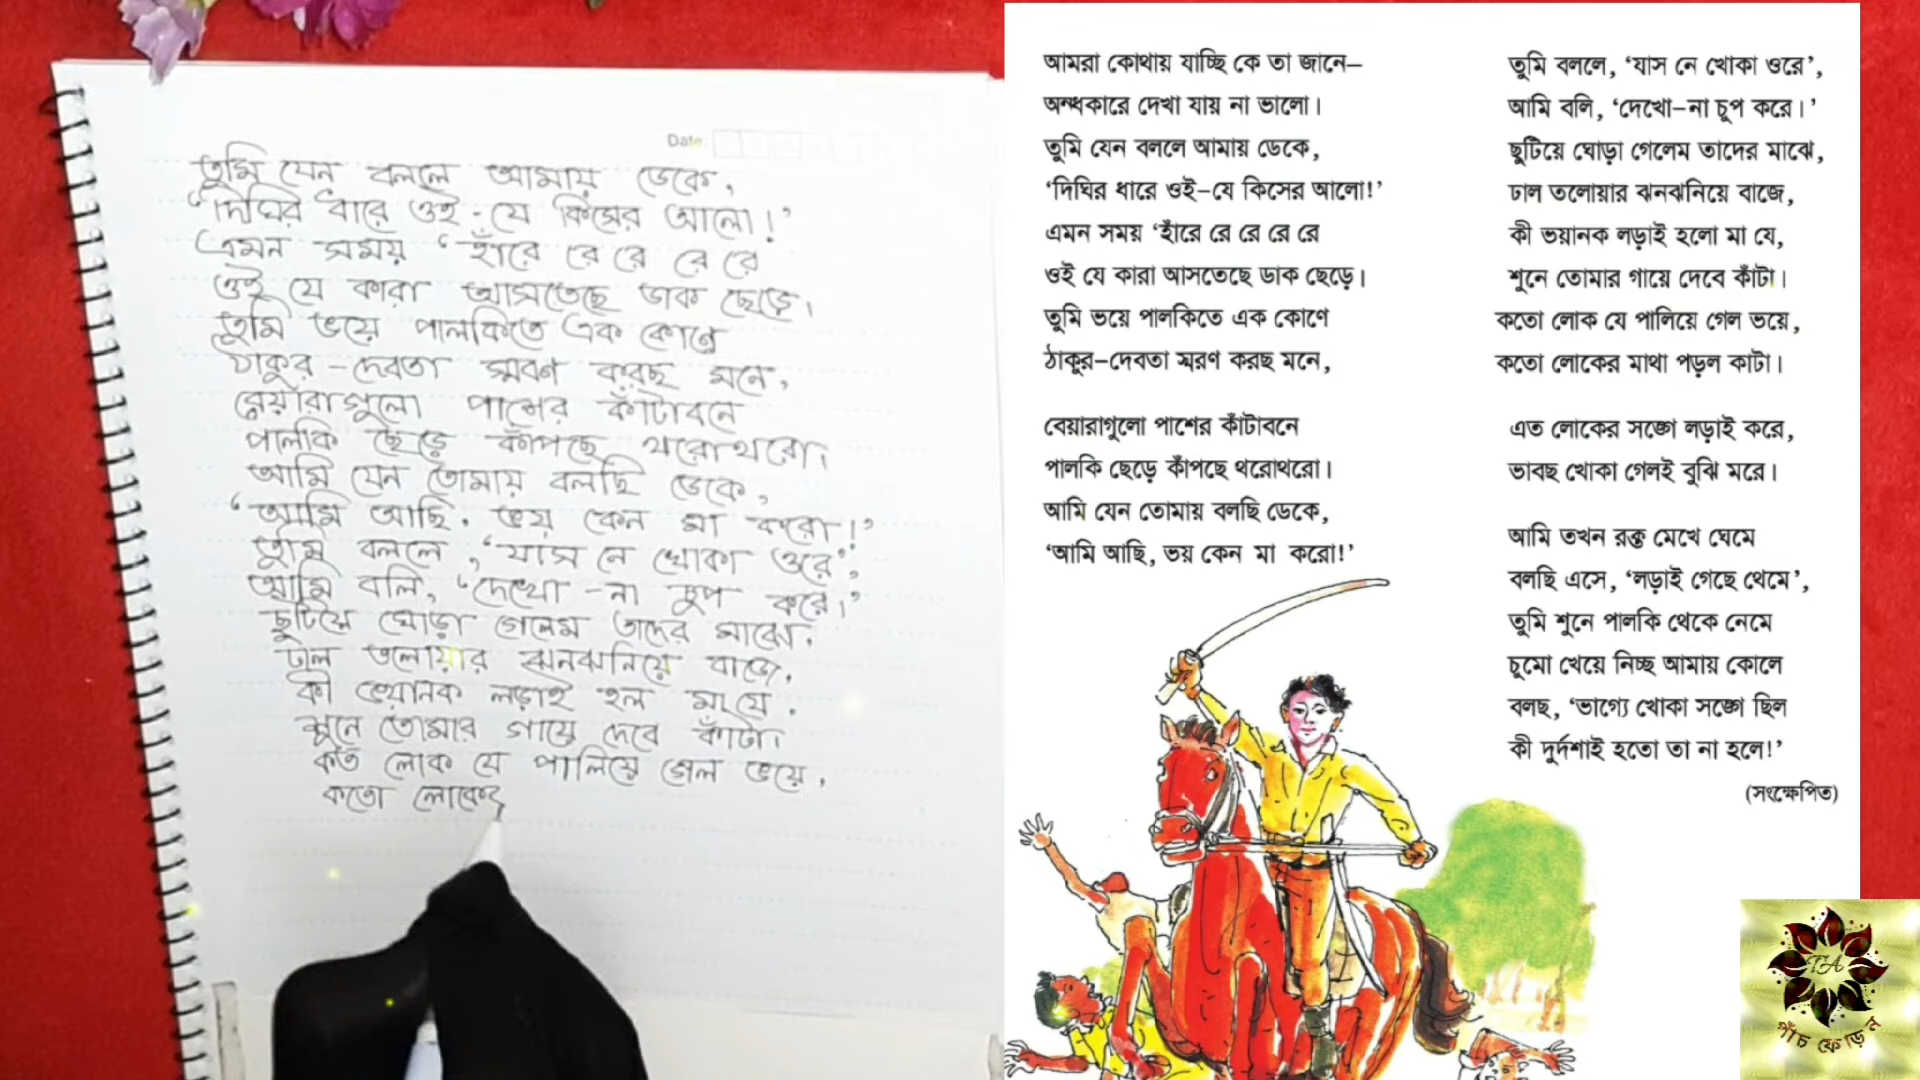 Date:
তুমি যেন বললে আমায় ডেকে,
'দিঘির ধারে ওই-যে কিসের আলো!'
এমন সময় 'হাঁরে রে রে রে রে
ওই যে কারা আসতেছে ডাক ছেড়ে।
তুমি ভয়ে পালকিতে এক কোণে
ঠাকুর-দেবতা স্মরণ করছ মনে,
বেয়ারাগুলো পাশের কাঁটাবনে
পালকি ছেড়ে কাঁপছে থরোথরো।
আমি যেন তোমায় বলছি ডেকে,
'আমি আছি, ভয় কেন মা করো!'
তুমি বললে, 'যাস নে খোকা ওরে',
আমি বলি, 'দেখো-না চুপ করে।'
ছুটিয়ে ঘোড়া গেলেম তাদের মাঝে,
ঢাল তলোয়ার ঝনঝনিয়ে বাজে,
কী ভয়ানক লড়াই হল মা যে,
শুনে তোমার গায়ে দেবে কাঁটা।
কত লোক যে পালিয়ে গেল ভয়ে,
কতো লোকের
আমরা কোথায় যাচ্ছি কে তা জানে–
অন্ধকারে দেখা যায় না ভালো।
তুমি যেন বললে আমায় ডেকে,
'দিঘির ধারে ওই-যে কিসের আলো!'
এমন সময় 'হাঁরে রে রে রে রে
ওই যে কারা আসতেছে ডাক ছেড়ে।
তুমি ভয়ে পালকিতে এক কোণে
ঠাকুর-দেবতা স্মরণ করছ মনে,
বেয়ারাগুলো পাশের কাঁটাবনে
পালকি ছেড়ে কাঁপছে থরোথরো।
আমি যেন তোমায় বলছি ডেকে,
'আমি আছি, ভয় কেন মা করো!'
তুমি বললে, 'যাস নে খোকা ওরে',
আমি বলি, 'দেখো-না চুপ করে।'
ছুটিয়ে ঘোড়া গেলেম তাদের মাঝে,
ঢাল তলোয়ার ঝনঝনিয়ে বাজে,
কী ভয়ানক লড়াই হলো মা যে,
শুনে তোমার গায়ে দেবে কাঁটা।
কতো লোক যে পালিয়ে গেল ভয়ে,
কতো লোকের মাথা পড়ল কাটা।
এত লোকের সঙ্গে লড়াই করে,
ভাবছ খোকা গেলই বুঝি মরে।
আমি তখন রক্ত মেখে ঘেমে
বলছি এসে, 'লড়াই গেছে থেমে',
তুমি শুনে পালকি থেকে নেমে
চুমো খেয়ে নিচ্ছ আমায় কোলে
বলছ, 'ভাগ্যে খোকা সঙ্গে ছিল
কী দুর্দশাই হতো তা না হলে!'
(সংক্ষেপিত)
TA
পাঁচ ফোড়ন